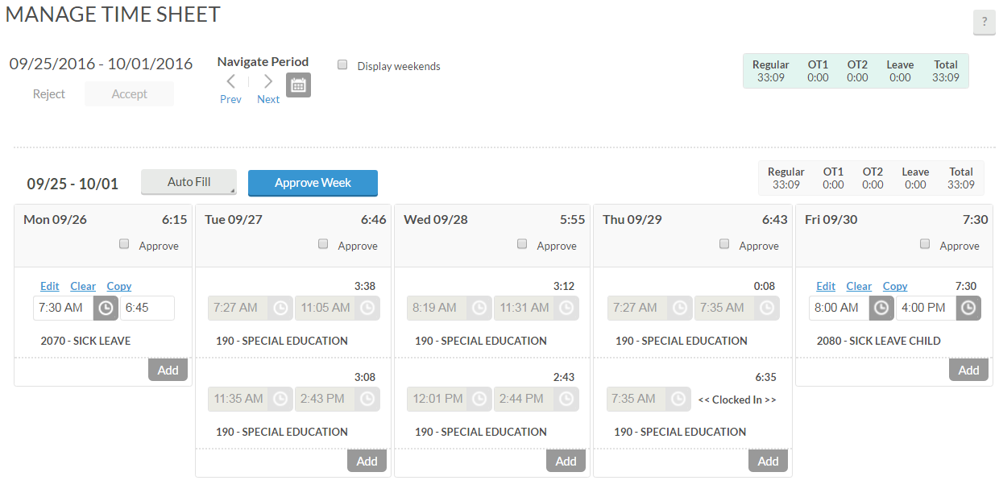 MANAGE TIME SHEET
?
09/25/2016 - 10/01/2016
Navigate Period
Display weekends
Reject
Accept
Prev
Next
Regular OT1 OT2 Leave Total
33:09 0:00 0:00 0:00 33:09
09/25 - 10/01
Auto Fill
Approve Week
Regular OT1 OT2 Leave Total
33:09 0:00 0:00 0:00 33:09
Mon 09/26 6:15
Approve
Edit Clear Copy
7:30 AM 6:45
2070 - SICK LEAVE
Add
Tue 09/27 6:46
Approve
3:38
7:27 AM 11:05 AM
190 - SPECIAL EDUCATION
3:08
11:35 AM 2:43 PM
190 - SPECIAL EDUCATION
Add
Wed 09/28 5:55
Approve
3:12
8:19 AM 11:31 AM
190 - SPECIAL EDUCATION
2:43
12:01 PM 2:44 PM
190 - SPECIAL EDUCATION
Add
Thu 09/29 6:43
Approve
0:08
7:27 AM 7:35 AM
190 - SPECIAL EDUCATION
6:35
7:35 AM << Clocked In >>
190 - SPECIAL EDUCATION
Add
Fri 09/30 7:30
Approve
Edit Clear Copy 7:30
8:00 AM 4:00 PM
2080 - SICK LEAVE CHILD
Add